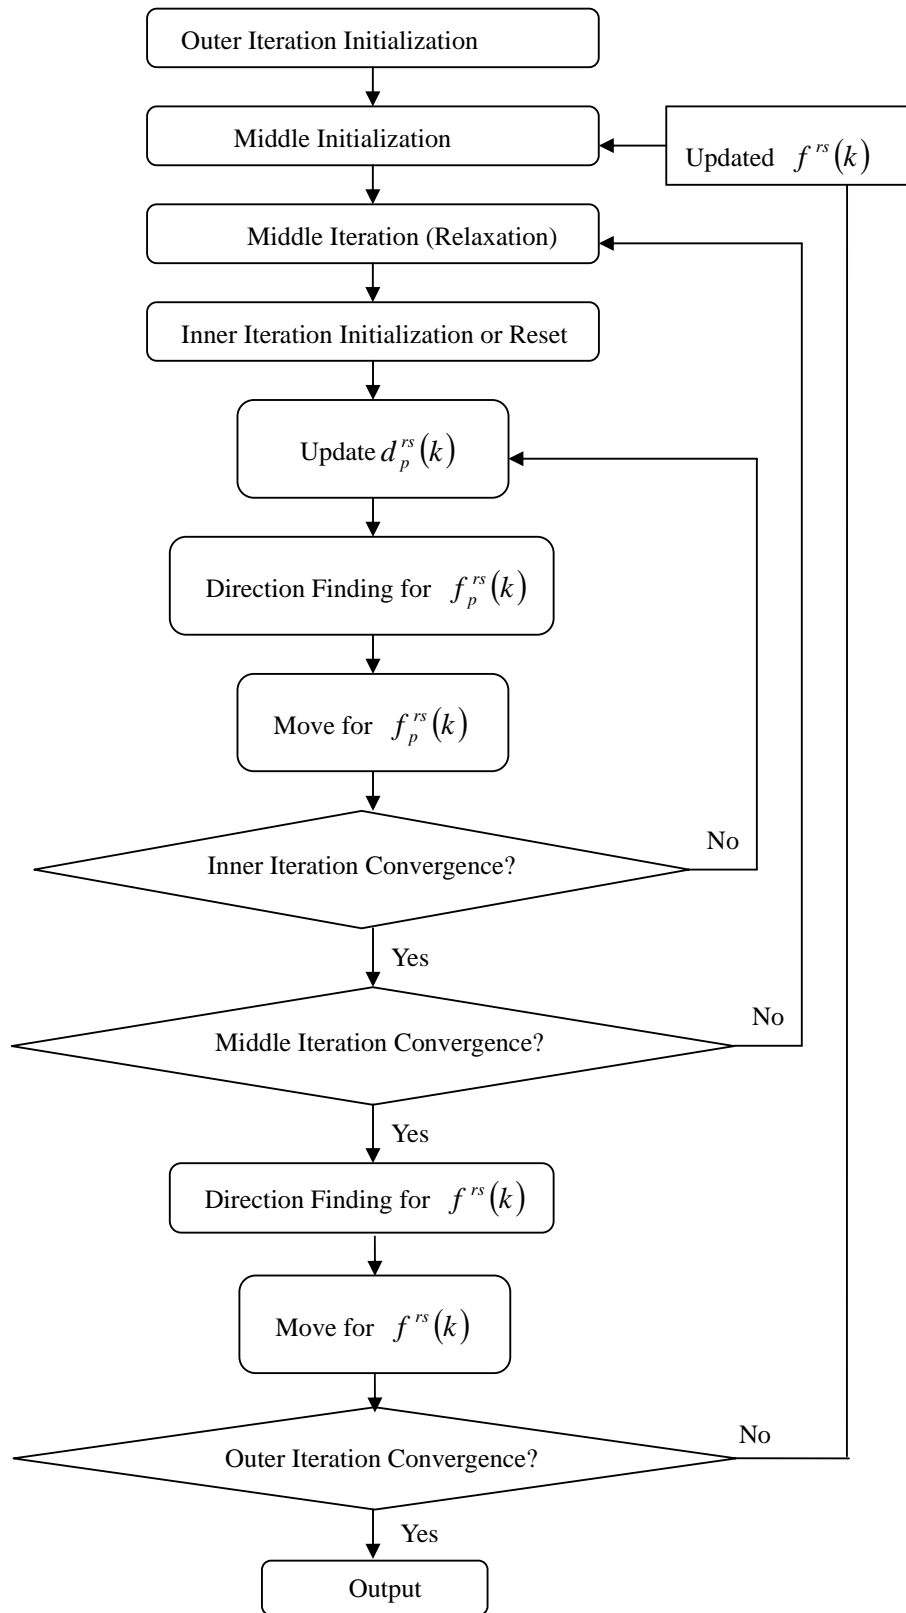 Outer Iteration Initialization
Middle Initialization
Updated f^{rs}(k)
Middle Iteration (Relaxation)
Inner Iteration Initialization or Reset
Update d_p^{rs}(k)
Direction Finding for f_p^{rs}(k)
Move for f_p^{rs}(k)
No
Inner Iteration Convergence?
Yes
No
Middle Iteration Convergence?
Yes
Direction Finding for f^{rs}(k)
Move for f^{rs}(k)
No
Outer Iteration Convergence?
Yes
Output